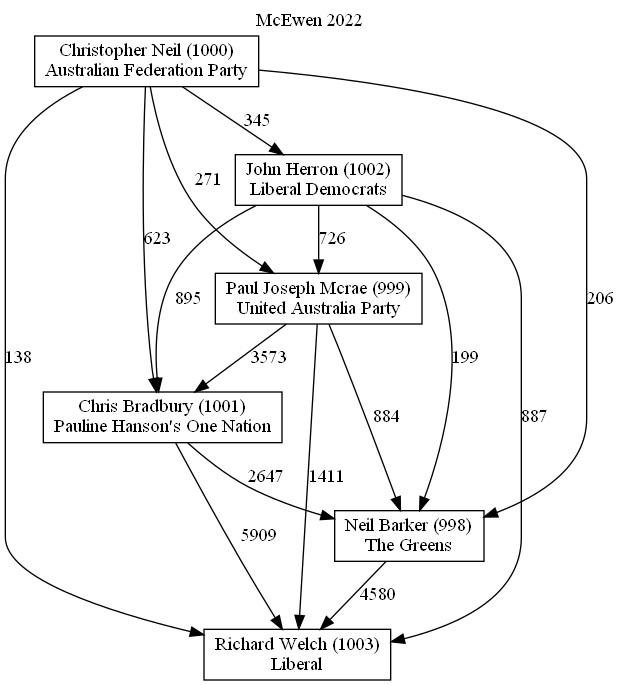 McEwen 2022
Christopher Neil (1000)
Australian Federation Party
345
John Herron (1002)
Liberal Democrats
271
623
726
895
Paul Joseph Mcrae (999)
United Australia Party
206
138
3573
199
Chris Bradbury (1001)
Pauline Hanson's One Nation
884
887
2647
1411
5909
Neil Barker (998)
The Greens
4580
Richard Welch (1003)
Liberal